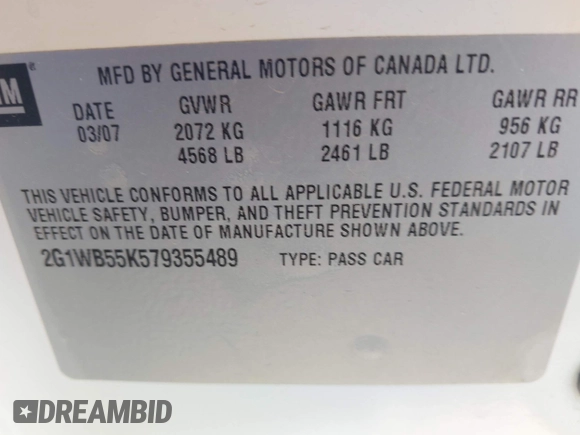 GM
®
MFD BY GENERAL MOTORS OF CANADA LTD.
DATE GVWR GAWR FRT GAWR RR
03/07 2072 KG 1116 KG 956 KG
4568 LB 2461 LB 2107 LB
THIS VEHICLE CONFORMS TO ALL APPLICABLE U.S. FEDERAL MOTOR
VEHICLE SAFETY, BUMPER, AND THEFT PREVENTION STANDARDS IN
EFFECT ON THE DATE OF MANUFACTURE SHOWN ABOVE.
2G1WB55K579355489 TYPE: PASS CAR
DREAMBID